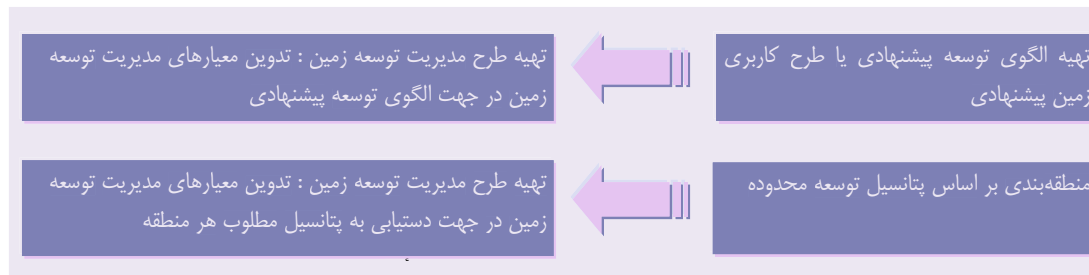 تهیه الگوی توسعه پیشنهادی یا طرح کاربری
زمین پیشنهادی
تهیه طرح مدیریت توسعه زمین : تدوین معیارهای مدیریت توسعه
زمین در جهت الگوی توسعه پیشنهادی
منطقه‌بندی بر اساس پتانسیل توسعه محدوده
تهیه طرح مدیریت توسعه زمین : تدوین معیارهای مدیریت توسعه
زمین در جهت دستیابی به پتانسیل مطلوب هر منطقه